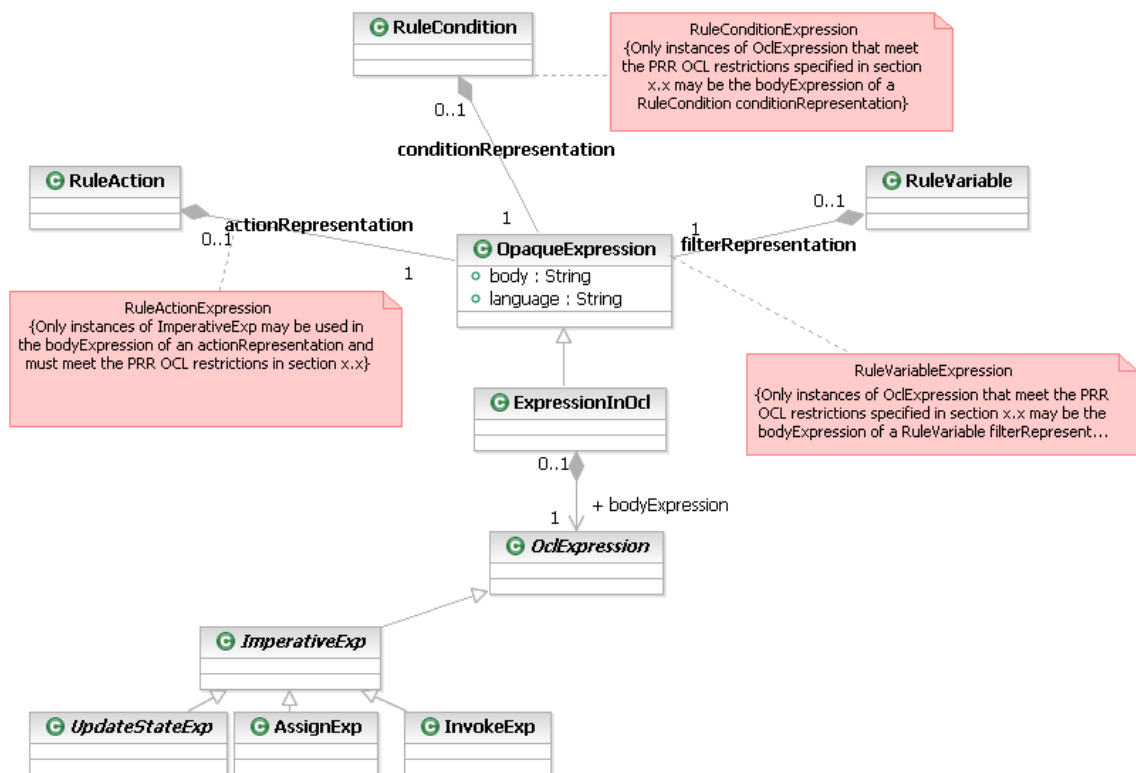 RuleCondition
RuleConditionExpression
{Only instances of OclExpression that meet
the PRR OCL restrictions specified in section
x.x may be the bodyExpression of a
RuleCondition conditionRepresentation}
0..1
conditionRepresentation
RuleAction
RuleVariable
0..1
actionRepresentation
0..1
1
1
filterRepresentation
OpaqueExpression
body : String
language : String
1
RuleActionExpression
{Only instances of ImperativeExp may be used in
the bodyExpression of an actionRepresentation and
must meet the PRR OCL restrictions in section x.x}
RuleVariableExpression
{Only instances of OclExpression that meet the PRR
OCL restrictions specified in section x.x may be the
bodyExpression of a RuleVariable filterRepresent...
ExpressionInOcl
0..1
+ bodyExpression
1
OclExpression
ImperativeExp
UpdateStateExp
AssignExp
InvokeExp